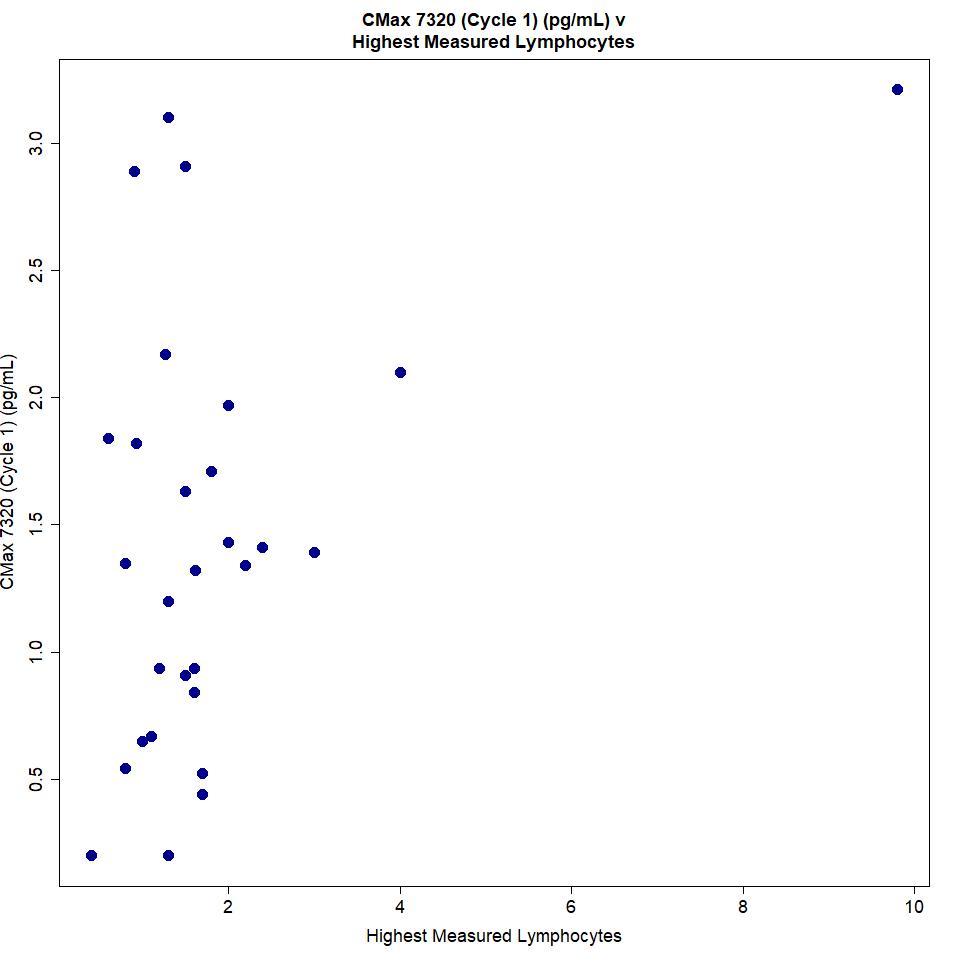 CMax 7320 (Cycle 1) (pg/mL) v
Highest Measured Lymphocytes
CMax 7320 (Cycle 1) (pg/mL)
3.0
2.5
2.0
1.5
1.0
0.5
2 4 6 8 10
Highest Measured Lymphocytes